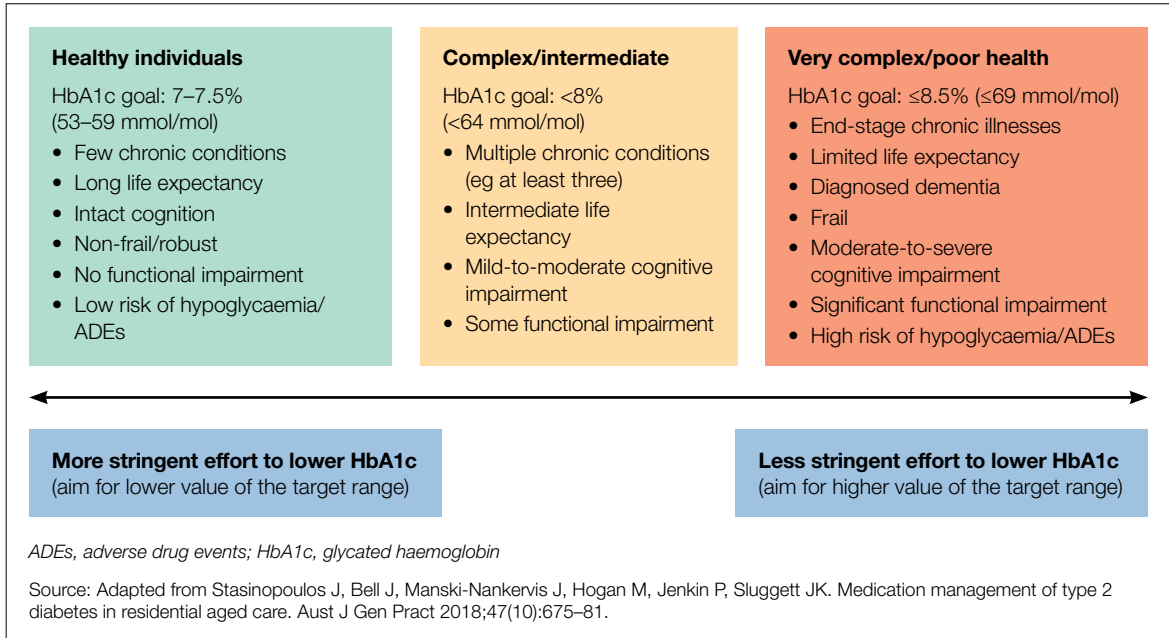 Healthy individuals
HbA1c goal: 7–7.5%
(53–59 mmol/mol)
• Few chronic conditions
• Long life expectancy
• Intact cognition
• Non-frail/robust
• No functional impairment
• Low risk of hypoglycaemia/
ADEs
Complex/intermediate
HbA1c goal: <8%
(<64 mmol/mol)
• Multiple chronic conditions
(eg at least three)
• Intermediate life
expectancy
• Mild-to-moderate cognitive
impairment
• Some functional impairment
Very complex/poor health
HbA1c goal: ≤8.5% (≤69 mmol/mol)
• End-stage chronic illnesses
• Limited life expectancy
• Diagnosed dementia
• Frail
• Moderate-to-severe
cognitive impairment
• Significant functional impairment
• High risk of hypoglycaemia/ADEs
More stringent effort to lower HbA1c
(aim for lower value of the target range)
Less stringent effort to lower HbA1c
(aim for higher value of the target range)
ADEs, adverse drug events; HbA1c, glycated haemoglobin
Source: Adapted from Stasinopoulos J, Bell J, Manski-Nankervis J, Hogan M, Jenkin P, Sluggett JK. Medication management of type 2
diabetes in residential aged care. Aust J Gen Pract 2018;47(10):675–81.